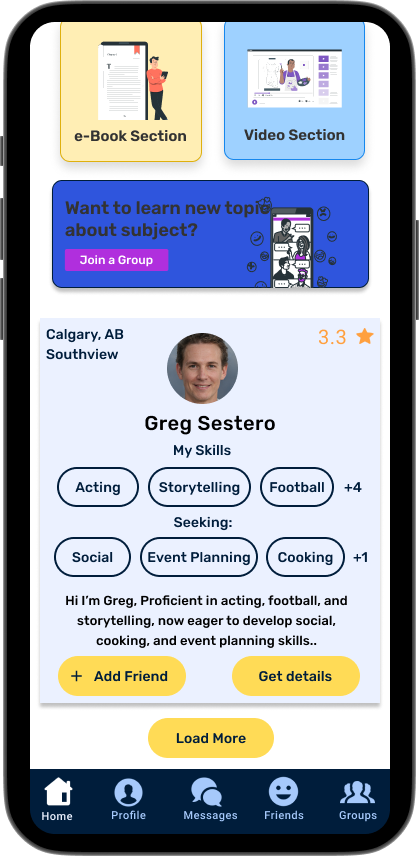 e-Book Section
Video Section
Want to learn new topic
about subject?
Join a Group
Calgary, AB
Southview
3.3
Greg Sestero
My Skills
Acting
Storytelling
Football
+4
Seeking:
Social
Event Planning
Cooking
+1
Hi I'm Greg, Proficient in acting, football, and
storytelling, now eager to develop social,
cooking, and event planning skills..
+ Add Friend
Get details
Load More
Home
Profile
Messages
Friends
Groups